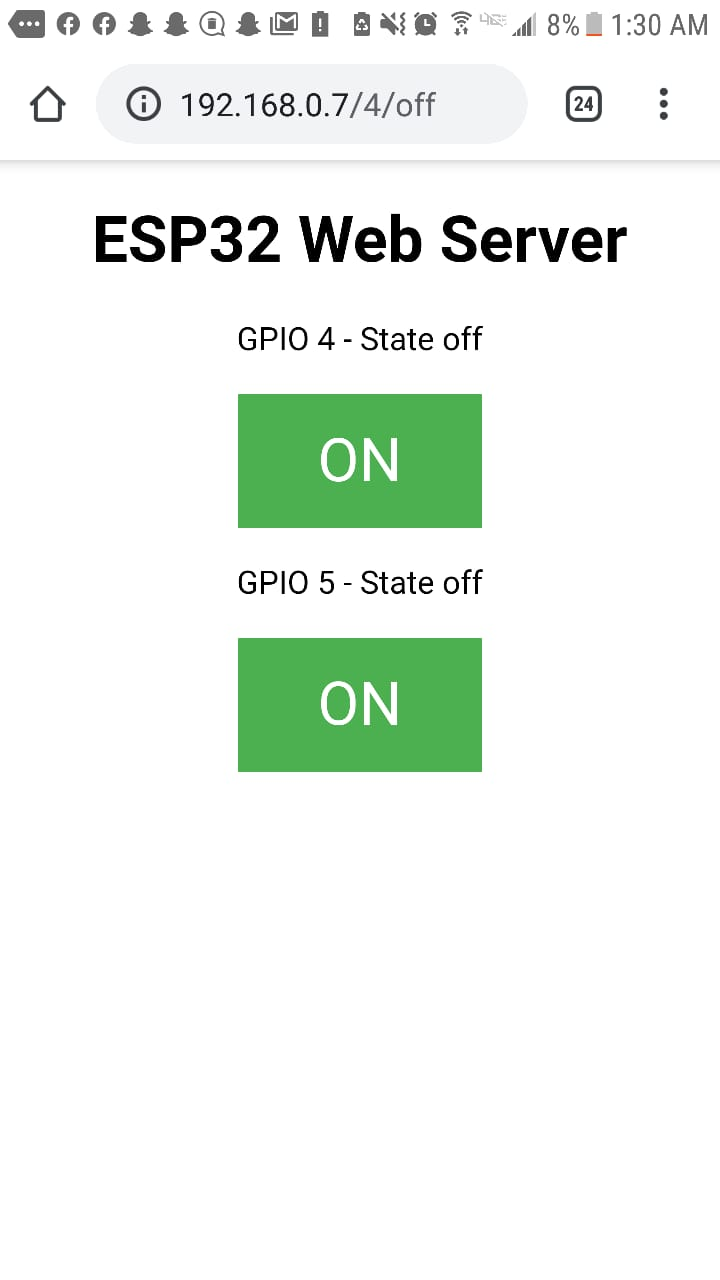 8% 1:30 AM
192.168.0.7/4/off
24
ESP32 Web Server
GPIO 4 - State off
ON
GPIO 5 - State off
ON